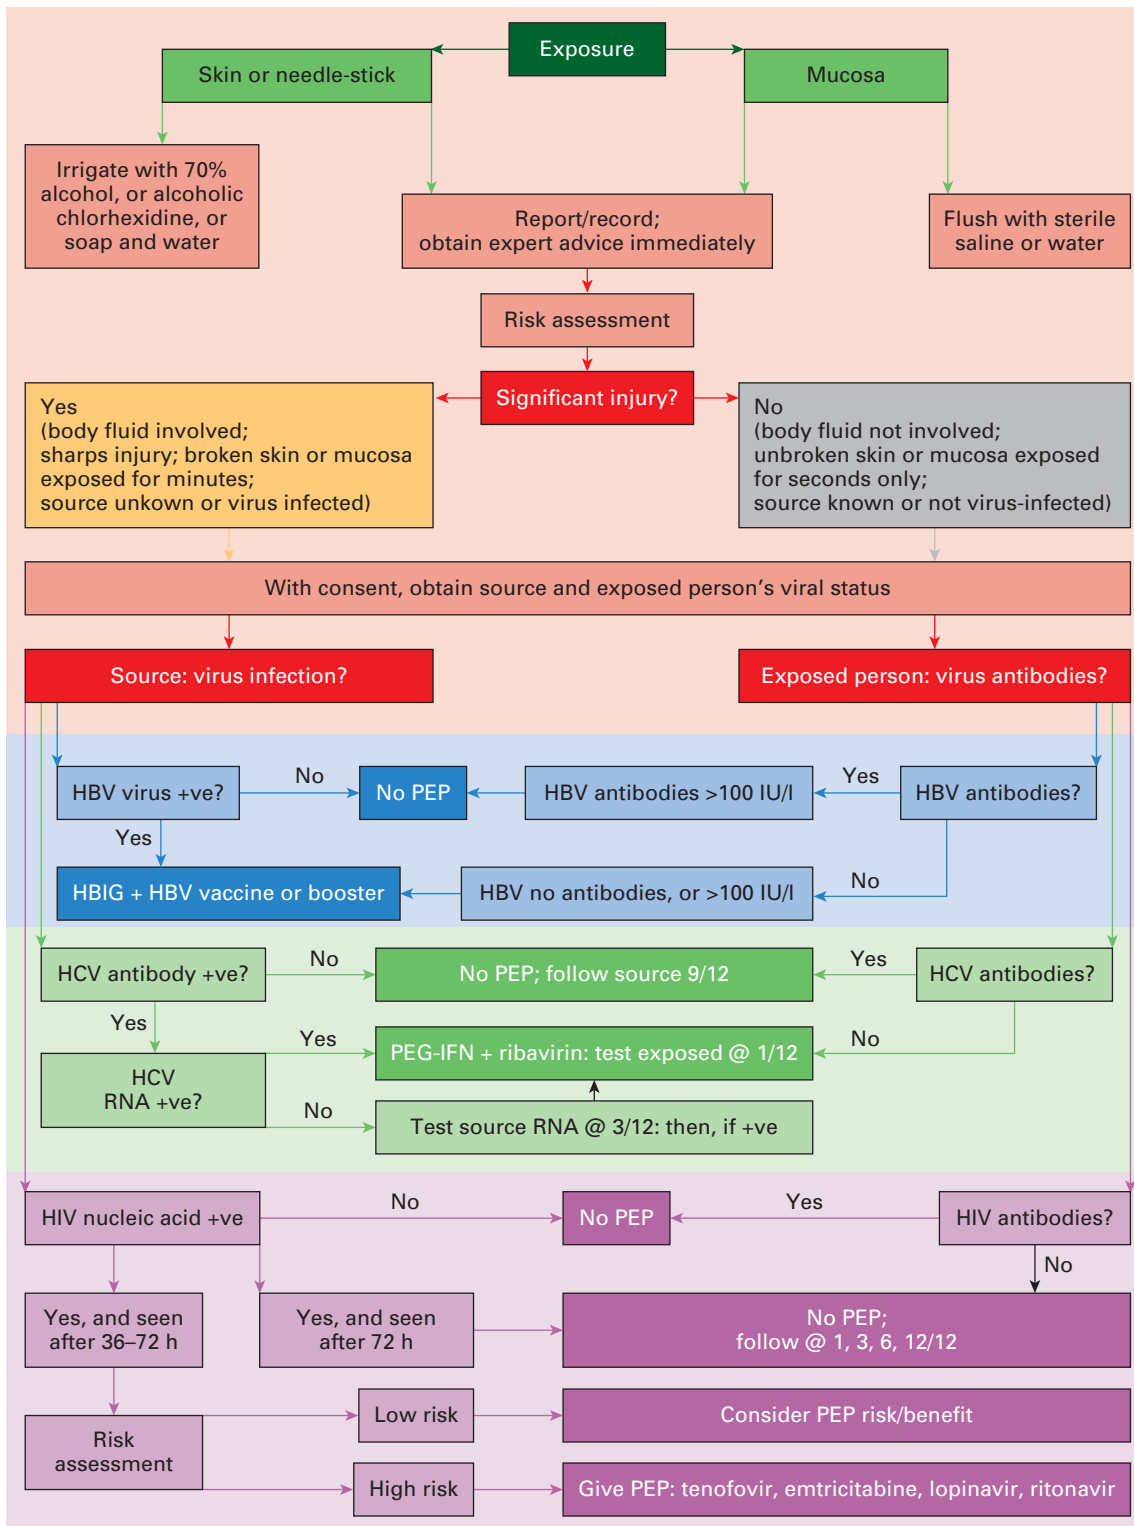 Exposure
Skin or needle-stick
Mucosa
Irrigate with 70%
alcohol, or alcoholic
chlorhexidine, or
soap and water
Report/record;
obtain expert advice immediately
Flush with sterile
saline or water
Risk assessment
Significant injury?
Yes
(body fluid involved;
sharps injury; broken skin or mucosa
exposed for minutes;
source unkown or virus infected)
No
(body fluid not involved;
unbroken skin or mucosa exposed
for seconds only;
source known or not virus-infected)
With consent, obtain source and exposed person’s viral status
Source: virus infection?
Exposed person: virus antibodies?
HBV virus +ve?
No
No PEP
HBV antibodies >100 IU/l
Yes
HBV antibodies?
Yes
HBIG + HBV vaccine or booster
HBV no antibodies, or >100 IU/l
No
HCV antibody +ve?
No
No PEP; follow source 9/12
Yes
HCV antibodies?
Yes
HCV
RNA +ve?
Yes
PEG-IFN + ribavirin: test exposed @ 1/12
No
No
Test source RNA @ 3/12: then, if +ve
HIV nucleic acid +ve
No
No PEP
Yes
HIV antibodies?
No
Yes, and seen
after 36–72 h
Yes, and seen
after 72 h
No PEP;
follow @ 1, 3, 6, 12/12
Risk
assessment
Low risk
Consider PEP risk/benefit
High risk
Give PEP: tenofovir, emtricitabine, lopinavir, ritonavir